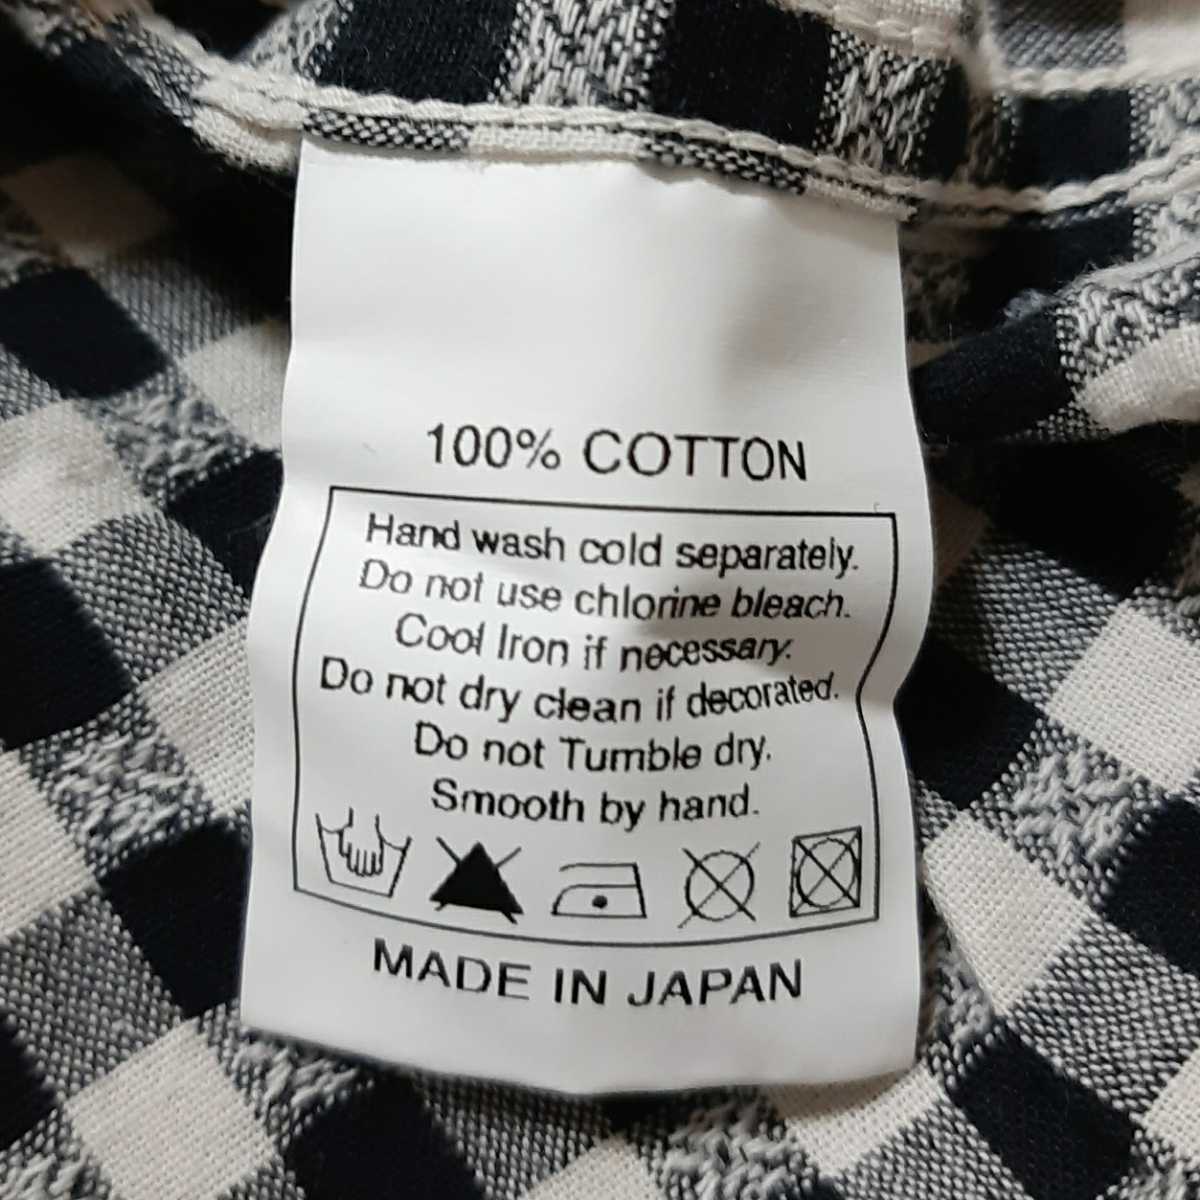 100% COTTON
Hand wash cold separately.
Do not use chlorine bleach.
Cool Iron if necessary.
Do not dry clean if decorated.
Do not Tumble dry.
Smooth by hand.
MADE IN JAPAN